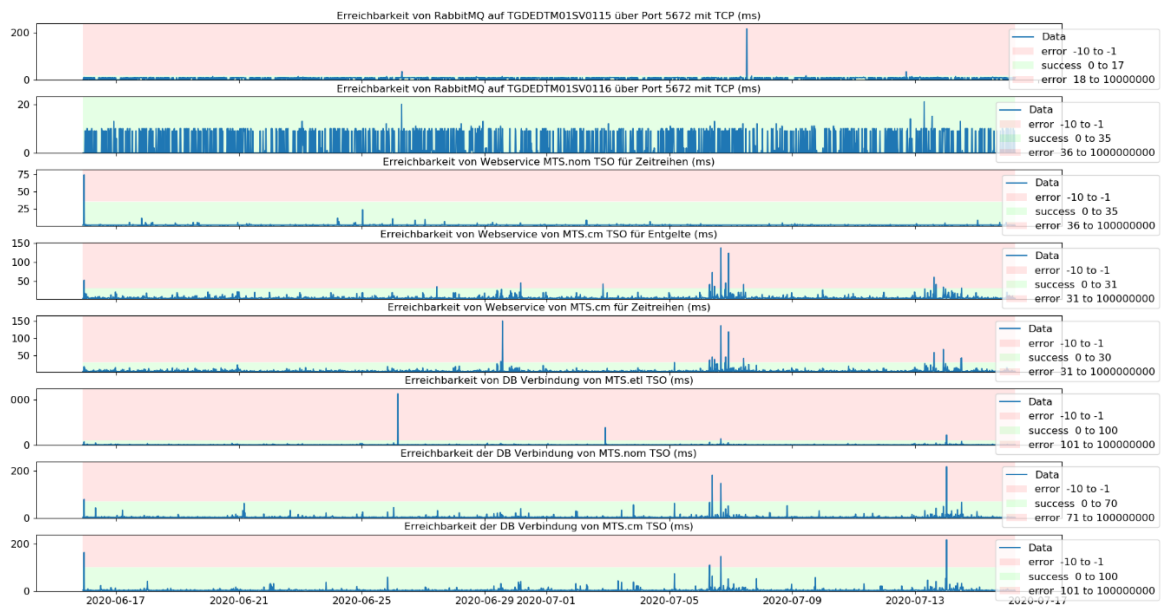 Erreichbarkeit von RabbitMQ auf TGDEDTM01SV0115 über Port 5672 mit TCP (ms)
200
0
Data
error -10 to -1
success 0 to 17
error 18 to 10000000
Erreichbarkeit von RabbitMQ auf TGDEDTM01SV0116 über Port 5672 mit TCP (ms)
20
0
Data
error -10 to -1
success 0 to 35
error 36 to 1000000000
Erreichbarkeit von Webservice MTS.nom TSO für Zeitreihen (ms)
75
50
25
Data
error -10 to -1
success 0 to 35
error 36 to 100000000
Erreichbarkeit von Webservice von MTS.cm TSO für Entgelte (ms)
150
100
50
Data
error -10 to -1
success 0 to 31
error 31 to 100000000
Erreichbarkeit von Webservice von MTS.cm für Zeitreihen (ms)
150
100
50
Data
error -10 to -1
success 0 to 30
error 31 to 100000000
Erreichbarkeit von DB Verbindung von MTS.etl TSO (ms)
000
0
Data
error -10 to -1
success 0 to 100
error 101 to 100000000
Erreichbarkeit der DB Verbindung von MTS.nom TSO (ms)
200
0
Data
error -10 to -1
success 0 to 70
error 71 to 100000000
Erreichbarkeit der DB Verbindung von MTS.cm TSO (ms)
200
0
Data
error -10 to -1
success 0 to 100
error 101 to 100000000
2020-06-17 2020-06-21 2020-06-25 2020-06-29 2020-07-01 2020-07-05 2020-07-09 2020-07-13 2020-07-17